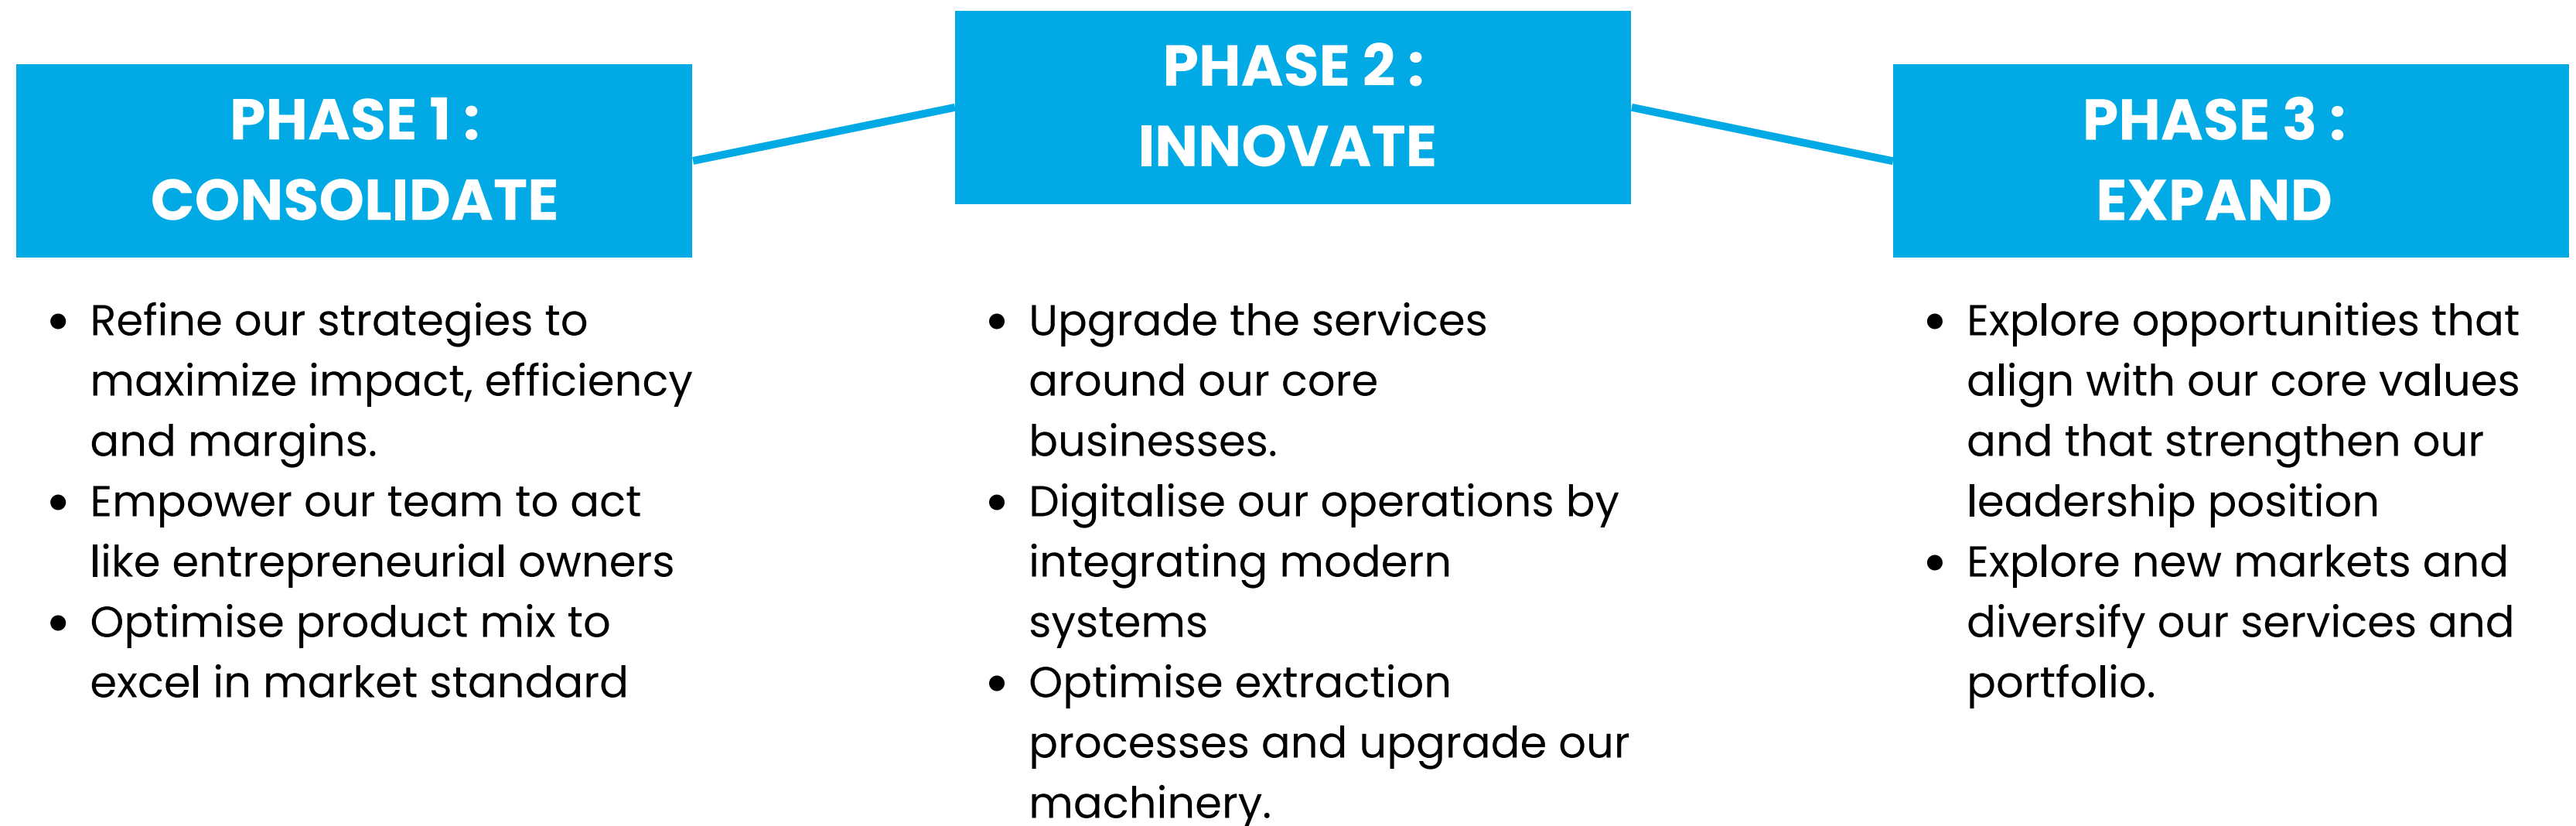 PHASE 1 :
CONSOLIDATE
• Refine our strategies to
maximize impact, efficiency
and margins.
• Empower our team to act
like entrepreneurial owners
• Optimise product mix to
excel in market standard
PHASE 2 :
INNOVATE
• Upgrade the services
around our core
businesses.
• Digitalise our operations by
integrating modern
systems
• Optimise extraction
processes and upgrade our
machinery.
PHASE 3 :
EXPAND
• Explore opportunities that
align with our core values
and that strengthen our
leadership position
• Explore new markets and
diversify our services and
portfolio.